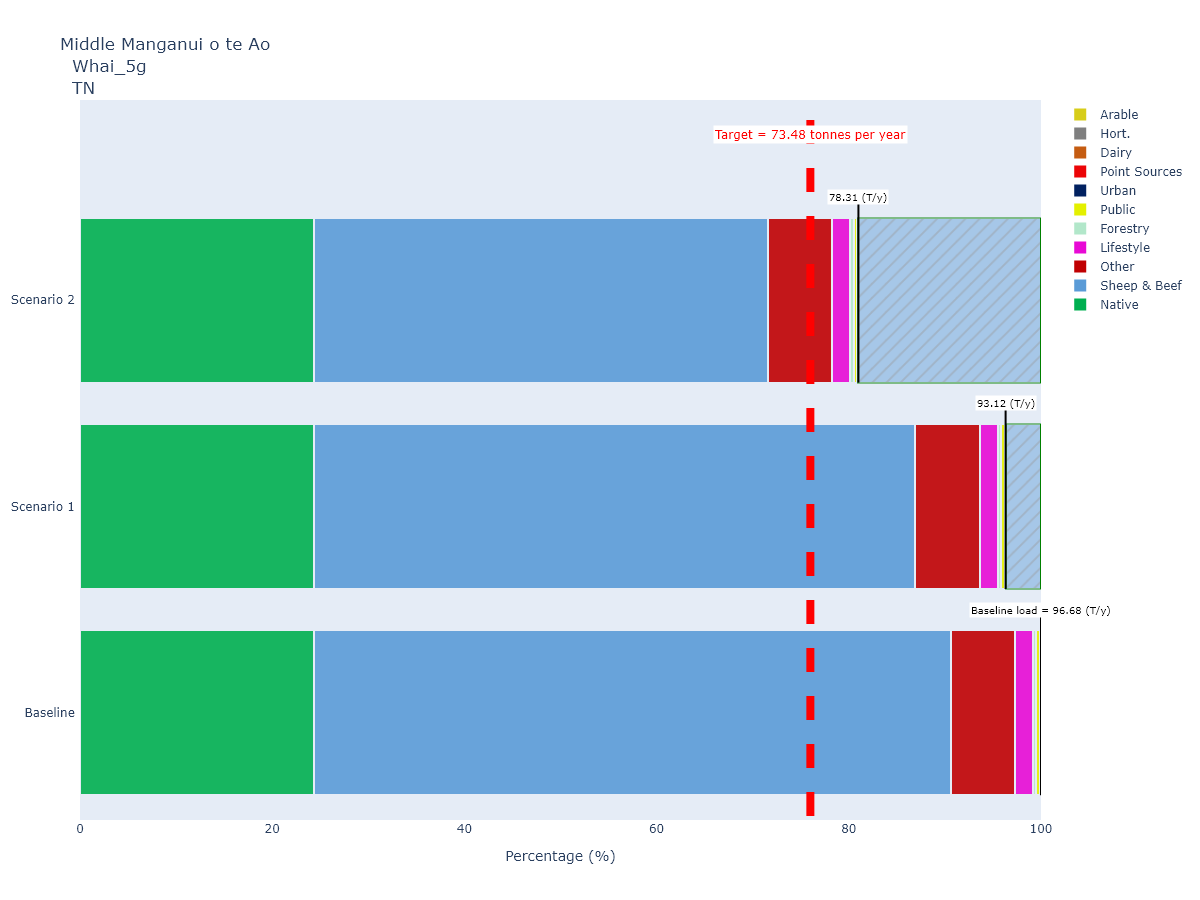 Middle Manganui o te Ao
Whai_5g
TN
Target = 73.48 tonnes per year
78.31 (T/y)
Scenario 2
93.12 (T/y)
Scenario 1
Baseline load = 96.68 (T/y)
Baseline
0
20
40
60
80
100
Percentage (%)
Arable
Hort.
Dairy
Point Sources
Urban
Public
Forestry
Lifestyle
Other
Sheep & Beef
Native